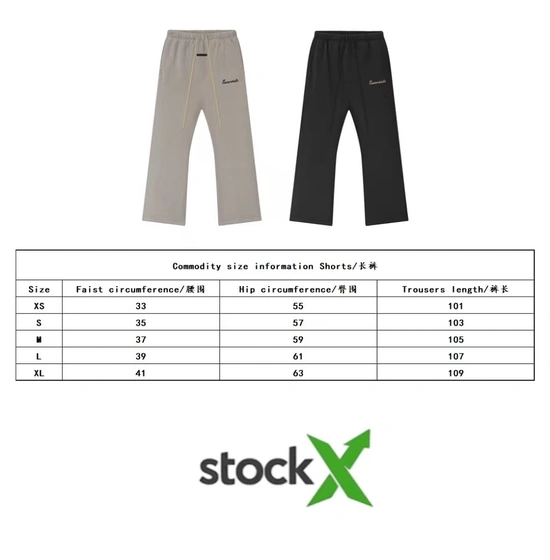 Commodity size information Shorts/长裤
Size Faist circumference/腰围 Hip circumference/臀围 Trousers length/裤长
XS 33 55 101
S 35 57 103
M 37 59 105
L 39 61 107
XL 41 63 109
stockX